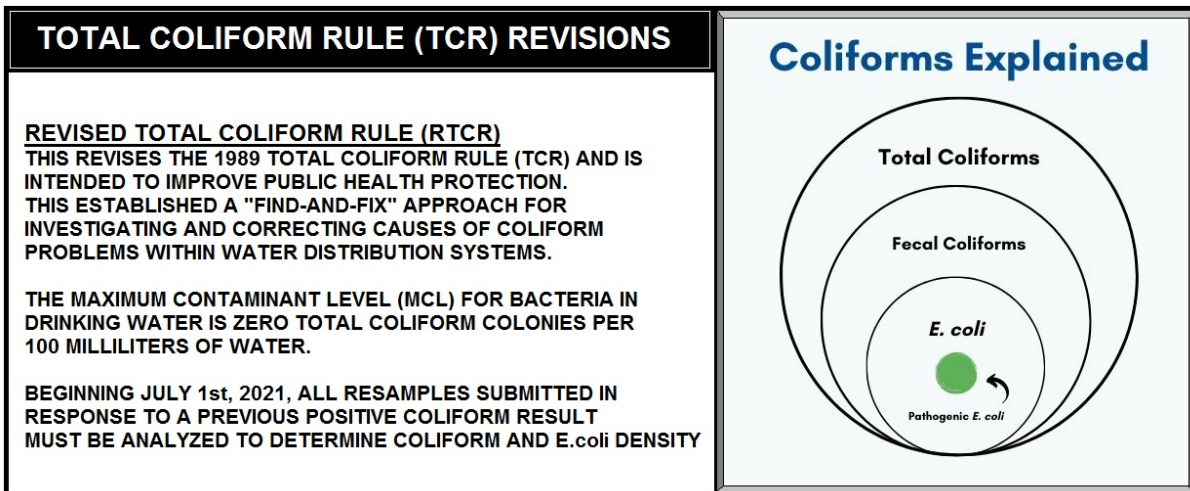 TOTAL COLIFORM RULE (TCR) REVISIONS
REVISED TOTAL COLIFORM RULE (RTCR)
THIS REVISES THE 1989 TOTAL COLIFORM RULE (TCR) AND IS
INTENDED TO IMPROVE PUBLIC HEALTH PROTECTION.
THIS ESTABLISHED A "FIND-AND-FIX" APPROACH FOR
INVESTIGATING AND CORRECTING CAUSES OF COLIFORM
PROBLEMS WITHIN WATER DISTRIBUTION SYSTEMS.
THE MAXIMUM CONTAMINANT LEVEL (MCL) FOR BACTERIA IN
DRINKING WATER IS ZERO TOTAL COLIFORM COLONIES PER
100 MILLILITERS OF WATER.
BEGINNING JULY 1st, 2021, ALL RESAMPLES SUBMITTED IN
RESPONSE TO A PREVIOUS POSITIVE COLIFORM RESULT
MUST BE ANALYZED TO DETERMINE COLIFORM AND E.coli DENSITY
Coliforms Explained
Total Coliforms
Fecal Coliforms
E. coli
Pathogenic E. coli